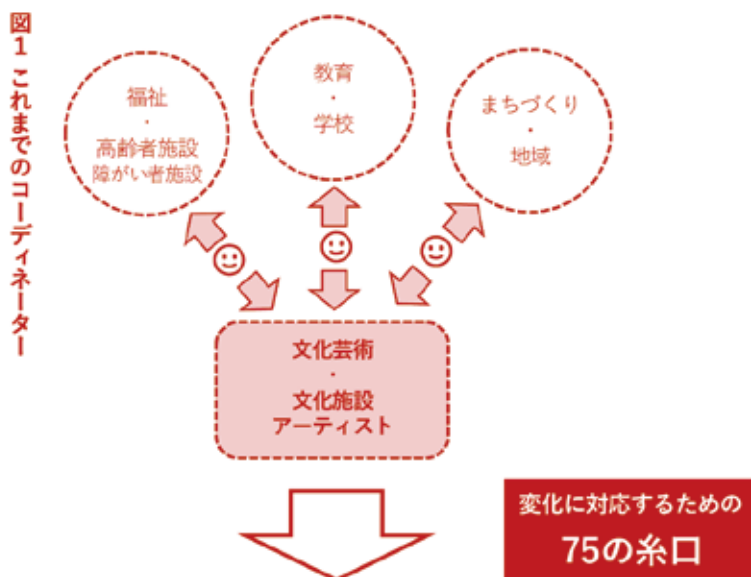 図1 これまでのコーディネーター
福祉
・
高齢者施設
障がい者施設
教育
・
学校
まちづくり
・
地域
文化芸術
・
文化施設
アーティスト
変化に対応するための
75の糸口